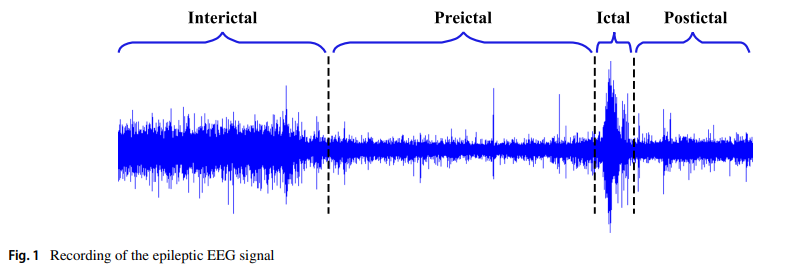 Interictal Preictal Ictal Postictal
Fig. 1 Recording of the epileptic EEG signal